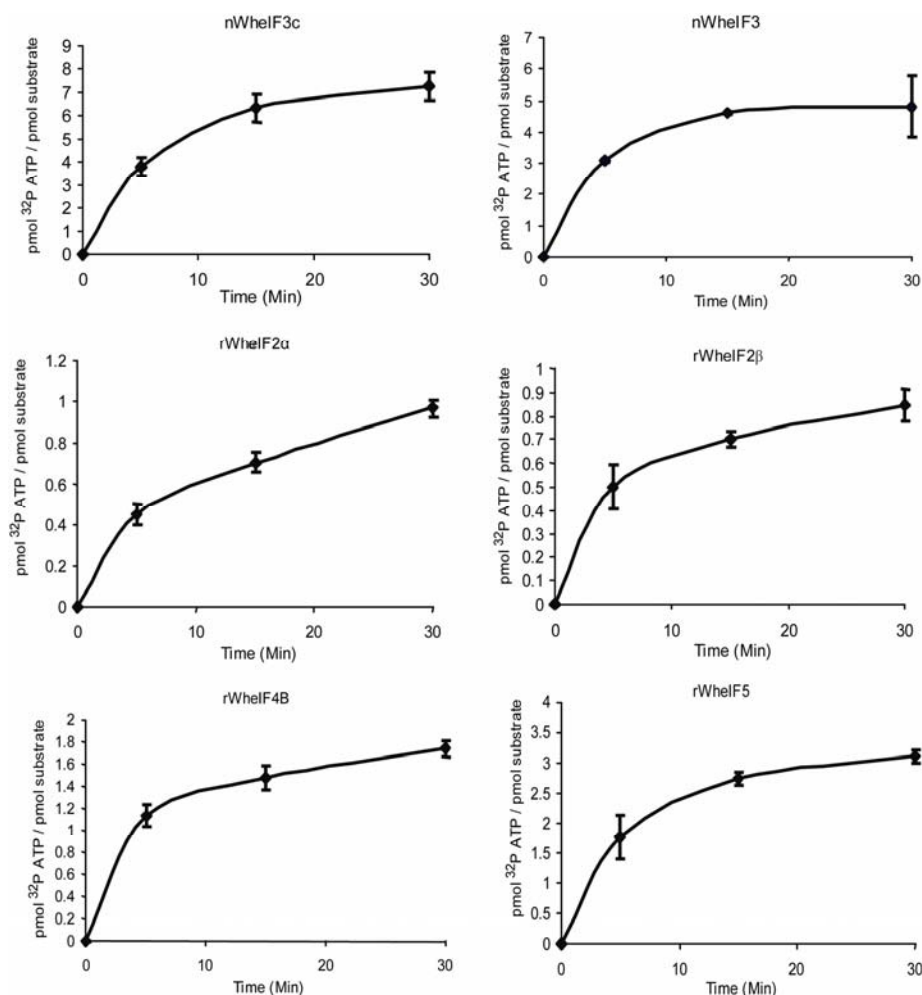 nWheIF3c
pmol ³²P ATP / pmol substrate
9
8
7
6
5
4
3
2
1
0
0 10 20 30
Time (Min)
nWheIF3
pmol ³²P ATP / pmol substrate
7
6
5
4
3
2
1
0
0 10 20 30
Time (Min)
rWheIF2α
pmol ³²P ATP / pmol substrate
1.2
1
0.8
0.6
0.4
0.2
0
0 10 20 30
Time (Min)
rWheIF2β
pmol ³²P ATP / pmol substrate
1
0.9
0.8
0.7
0.6
0.5
0.4
0.3
0.2
0.1
0
0 10 20 30
Time (Min)
rWheIF4B
pmol ³²P ATP / pmol substrate
2
1.8
1.6
1.4
1.2
1
0.8
0.6
0.4
0.2
0
0 10 20 30
Time (Min)
rWheIF5
pmol ³²P ATP / pmol substrate
4
3.5
3
2.5
2
1.5
1
0.5
0
0 10 20 30
Time (Min)